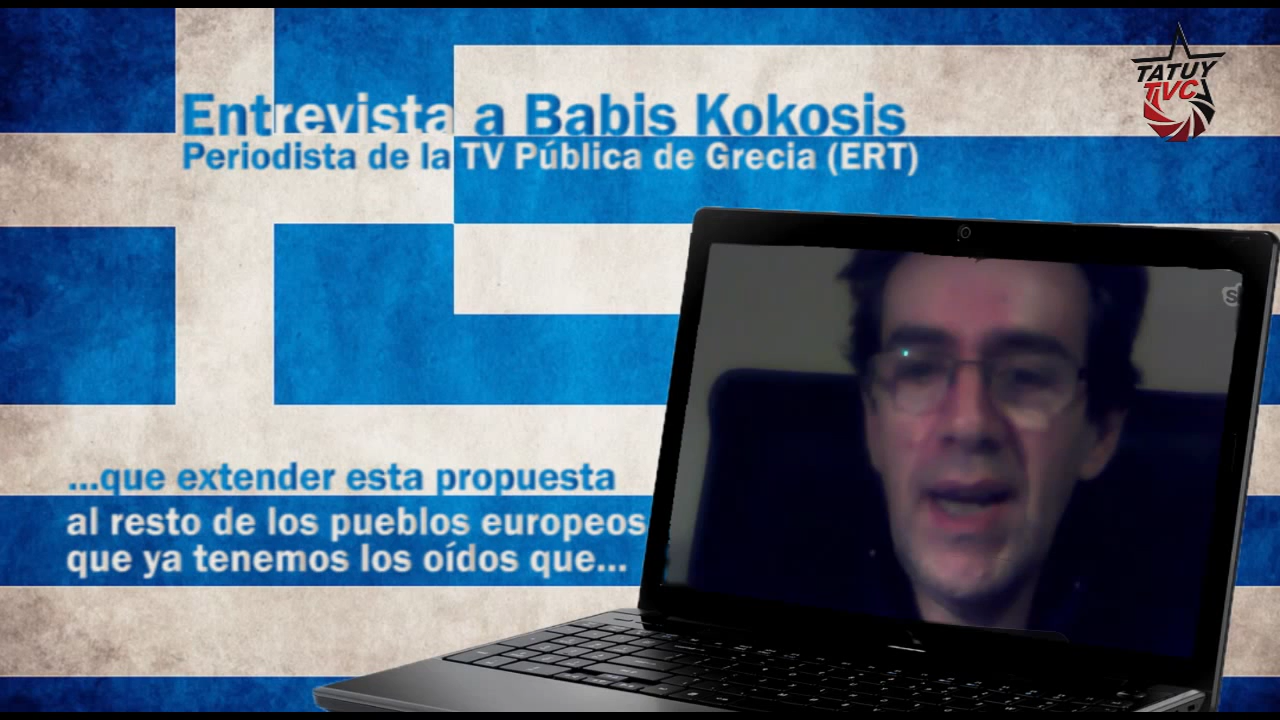 Entrevista a Babis Kokosis
Periodista de la TV Pública de Grecia (ERT)
TATUY
TVC
...que extender esta propuesta
al resto de los pueblos europeos
que ya tenemos los oídos que...